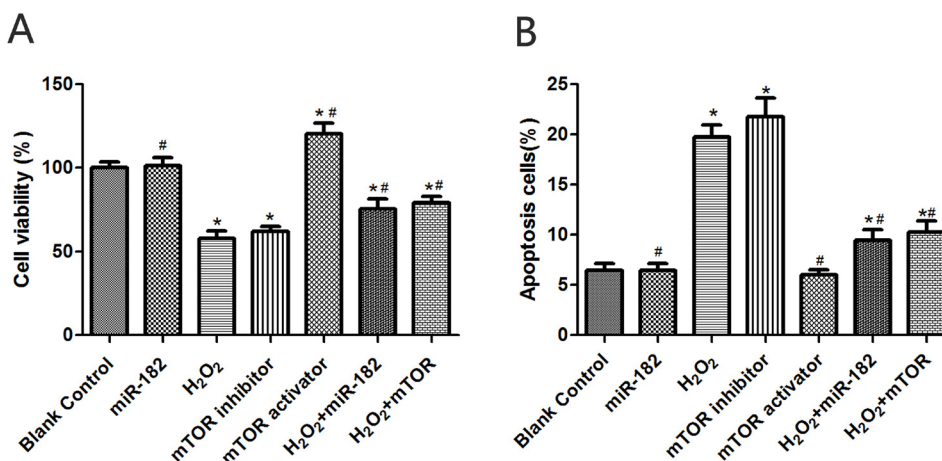 A
Cell viability (%)
150
100
50
0
#
*
*
*#
*#
*#
Blank Control
miR-182
H₂O₂
mTOR inhibitor
mTOR activator
H₂O₂+miR-182
H₂O₂+mTOR
B
Apoptosis cells(%)
25
20
15
10
5
0
#
*
*
#
*#
*#
Blank Control
miR-182
H₂O₂
mTOR inhibitor
mTOR activator
H₂O₂+miR-182
H₂O₂+mTOR